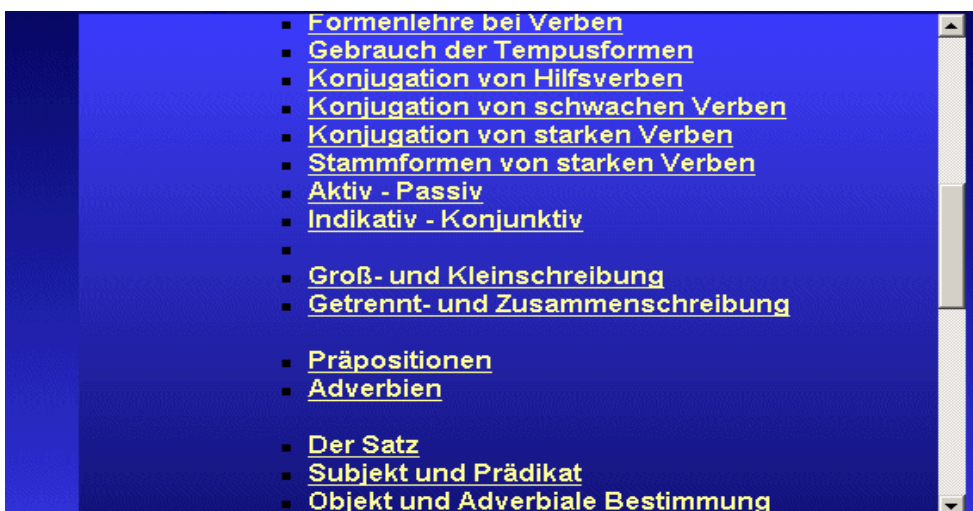 Formenlehre bei Verben
Gebrauch der Tempusformen
Konjugation von Hilfsverben
Konjugation von schwachen Verben
Konjugation von starken Verben
Stammformen von starken Verben
Aktiv - Passiv
Indikativ - Konjunktiv
Groß- und Kleinschreibung
Getrennt- und Zusammenschreibung
Präpositionen
Adverbien
Der Satz
Subjekt und Prädikat
Objekt und Adverbiale Bestimmung